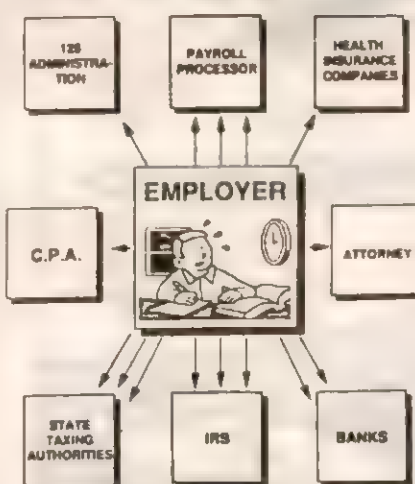 125
ADMINISTRA-
TION
PAYROLL
PROCESSOR
HEALTH
INSURANCE
COMPANIES
EMPLOYER
C.P.A.
ATTORNEY
STATE
TAXING
AUTHORITIES
IRS
BANKS